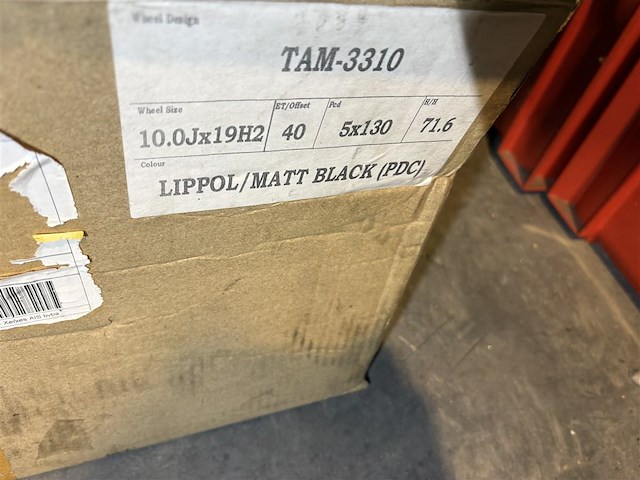 Wheel Design
TAM-3310
Wheel Size
ET/Offset
Pcd
H/H
10.0Jx19H2
40
5x130
71.6
Colour
LIPPOL/MATT BLACK (PDC)